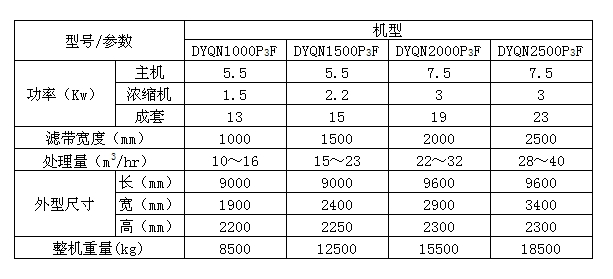 型号/参数 机型
DYQN1000P₃F DYQN1500P₃F DYQN2000P₃F DYQN2500P₃F
功率（Kw） 主机 5.5 5.5 7.5 7.5
浓缩机 1.5 2.2 3 3
成套 13 15 19 23
滤带宽度（mm） 1000 1500 2000 2500
处理量（m³/hr） 10～16 15～23 22～32 28～40
外型尺寸 长（mm） 9000 9000 9600 9600
宽（mm） 1900 2400 2900 3400
高（mm） 2200 2250 2300 2300
整机重量(kg) 8500 12500 15500 18500